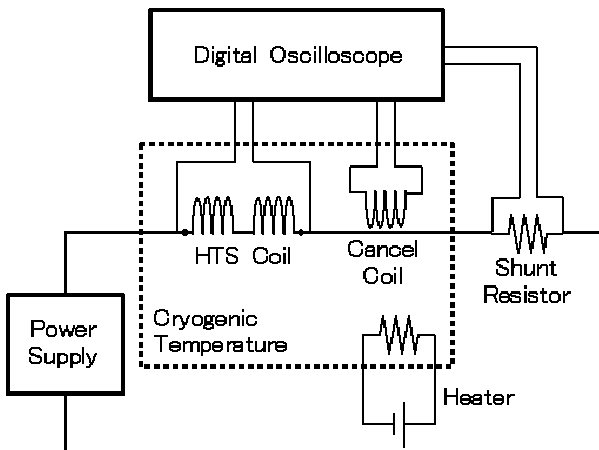 Digital Oscilloscope
HTS Coil
Cancel
Coil
Shunt
Resistor
Power
Supply
Cryogenic
Temperature
Heater